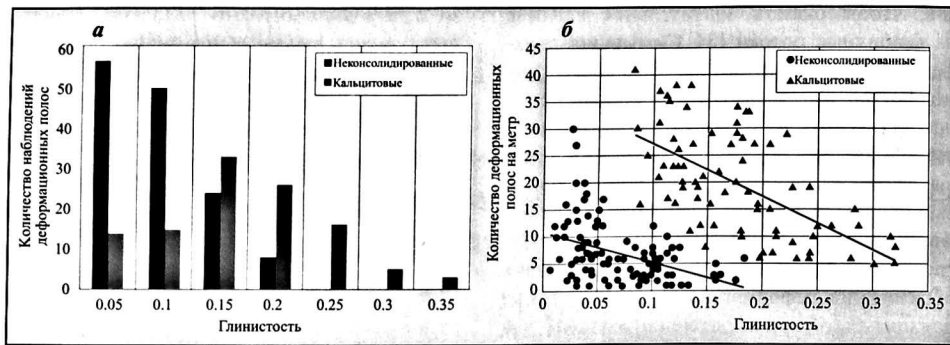 а
60
50
40
30
20
10
0
Количество наблюдений
деформационных полос
Неконсолидированные
Кальцитовые
0.05 0.1 0.15 0.2 0.25 0.3 0.35
Глинистость
б
45
40
35
30
25
20
15
10
5
0
Количество деформационных
полос на метр
Неконсолидированные
Кальцитовые
0.05 0.1 0.15 0.2 0.25 0.3 0.35
Глинистость